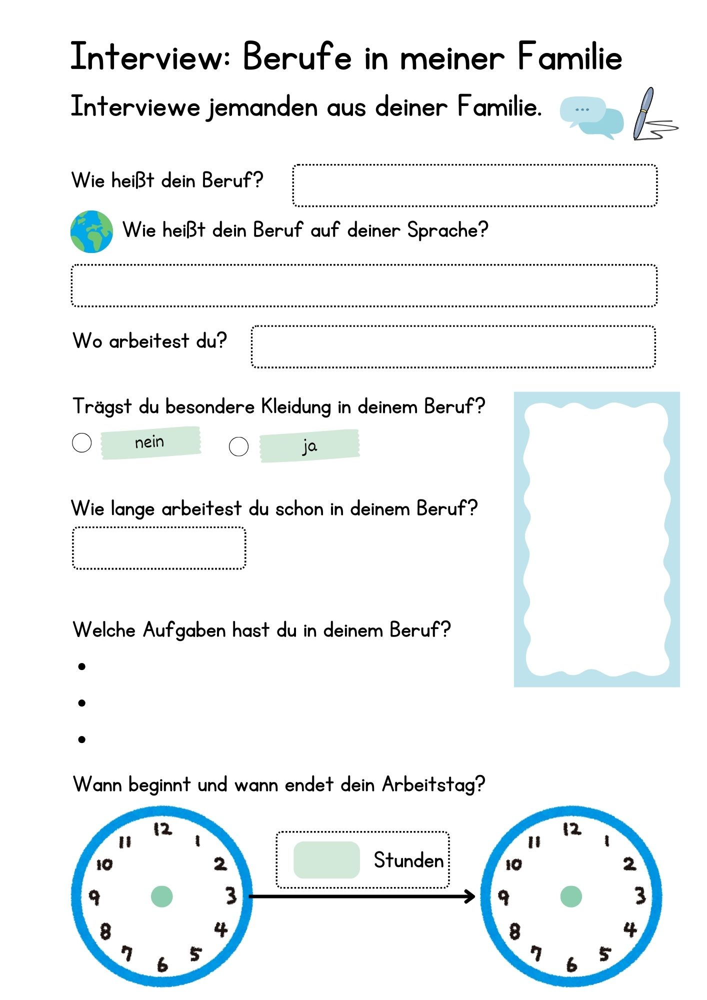 Interview: Berufe in meiner Familie
Interviewe jemanden aus deiner Familie.
Wie heißt dein Beruf?
Wie heißt dein Beruf auf deiner Sprache?
Wo arbeitest du?
Trägst du besondere Kleidung in deinem Beruf?
nein ja
Wie lange arbeitest du schon in deinem Beruf?
Welche Aufgaben hast du in deinem Beruf?
•
•
•
Wann beginnt und wann endet dein Arbeitstag?
12 1 2 3 4 5 6 7 8 9 10 11
Stunden
12 1 2 3 4 5 6 7 8 9 10 11